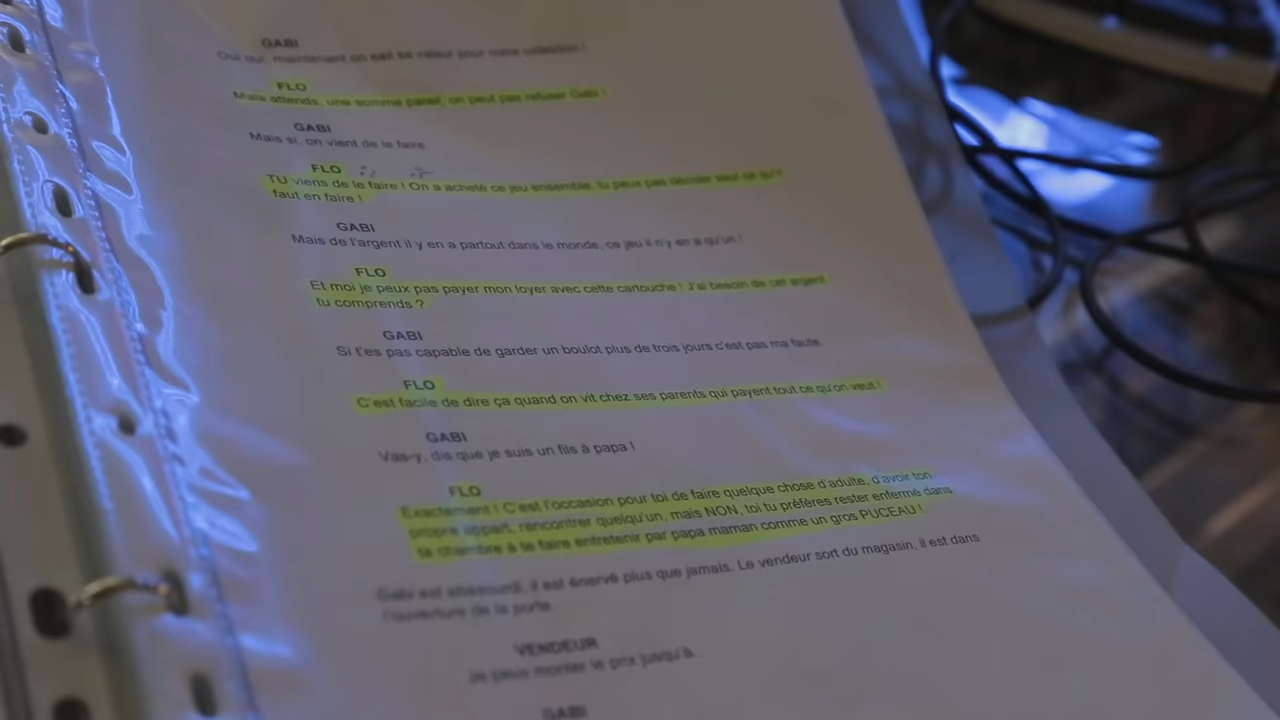 GABI
Oui oui, maintenant on sait sa valeur pour notre collection !
FLO
Mais attends, une somme pareil, on peut pas refuser Gabi !
GABI
Mais si, on vient de le faire.
FLO
TU viens de le faire ! On a acheté ce jeu ensemble, tu peux pas décider seul ce qu'il
faut en faire !
GABI
Mais de l'argent il y en a partout dans le monde, ce jeu il n'y en a qu'un !
FLO
Et moi je peux pas payer mon loyer avec cette cartouche ! J'ai besoin de cet argent
tu comprends ?
GABI
Si t'es pas capable de garder un boulot plus de trois jours c'est pas ma faute.
FLO
C'est facile de dire ça quand on vit chez ses parents qui payent tout ce qu'on veut !
GABI
Vas-y, dis que je suis un fils à papa !
FLO
Exactement ! C'est l'occasion pour toi de faire quelque chose d'adulte, d'avoir ton
propre appart, rencontrer quelqu'un, mais NON, toi tu préfères rester enfermé dans
ta chambre à te faire entretenir par papa maman comme un gros PUCEAU !
Gabi est abasourdi, il est énervé plus que jamais. Le vendeur sort du magasin, il est dans
l'ouverture de la porte.
VENDEUR
Je peux monter le prix jusqu'à..
GABI